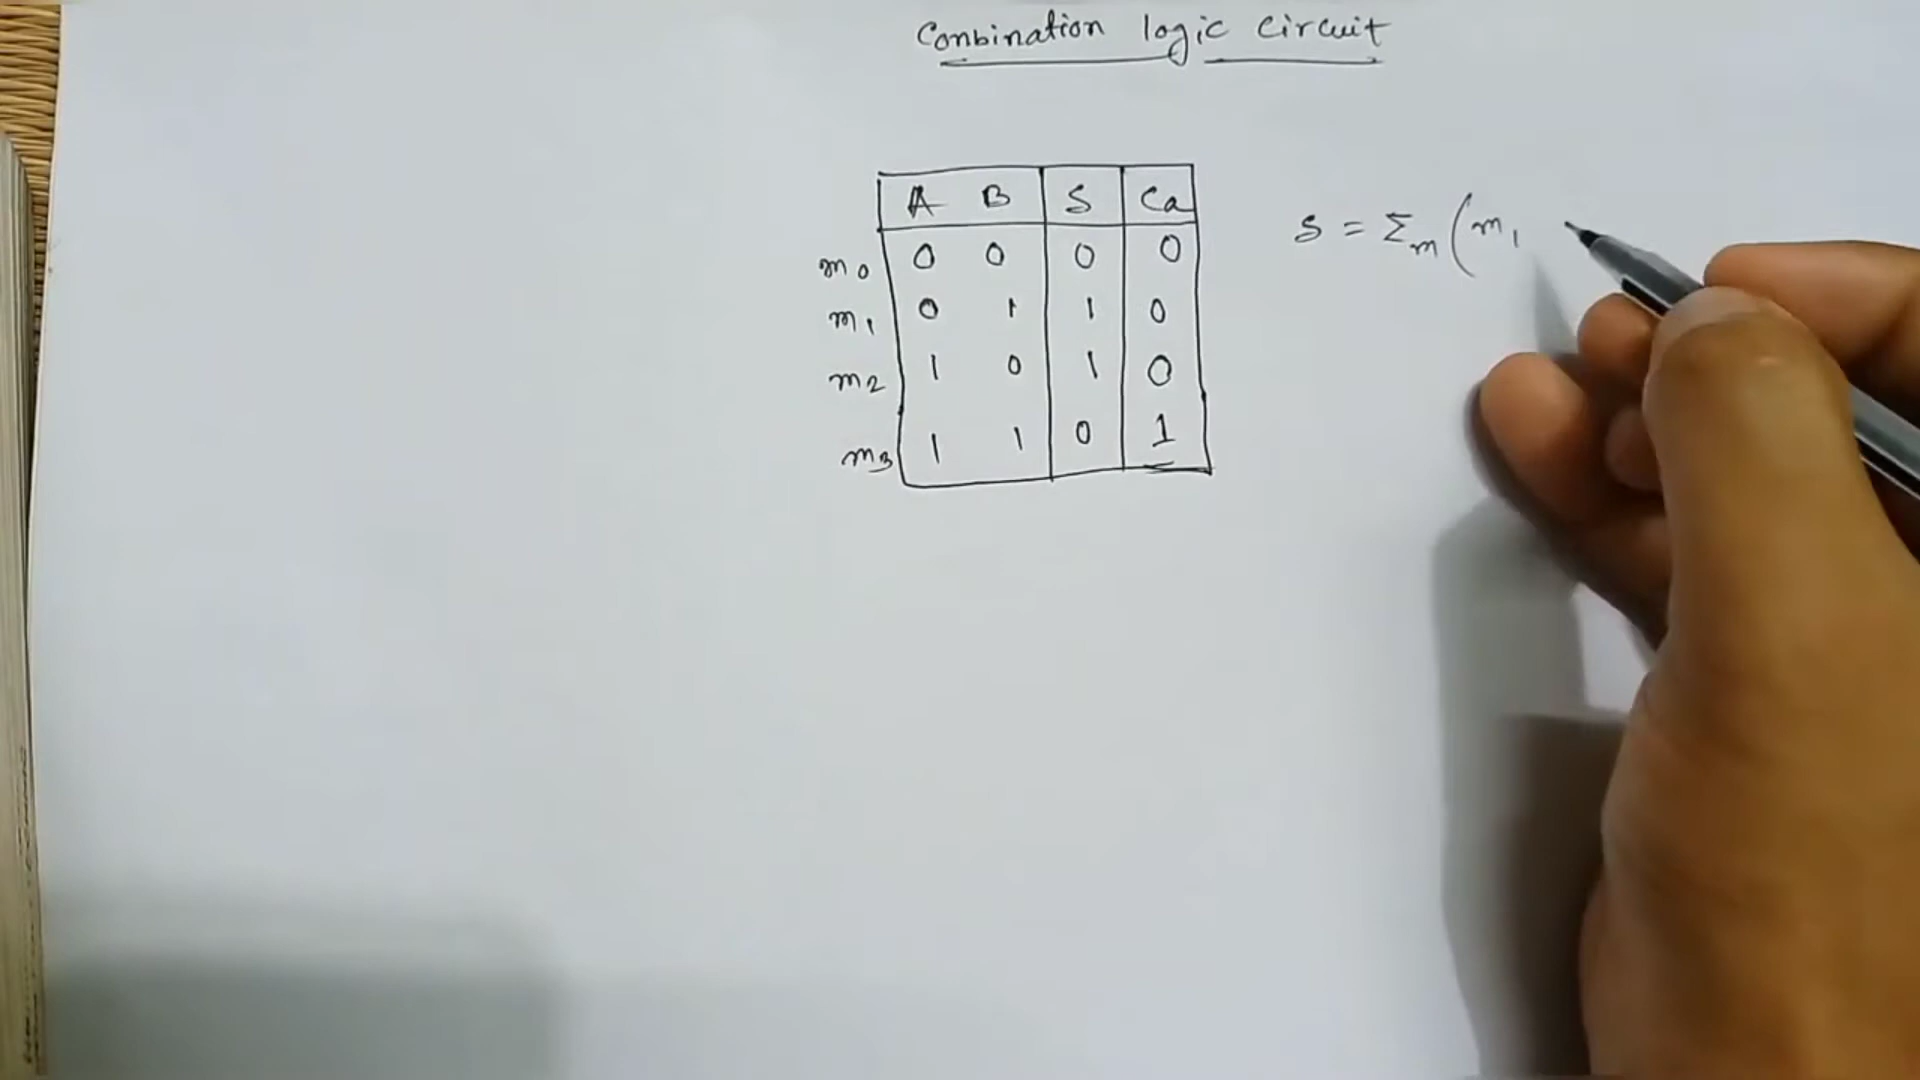 Conbination logic circuit
A B S Ca
m0 0 0 0 0
m1 0 1 1 0
m2 1 0 1 0
m3 1 1 0 1
S = Σm (m1